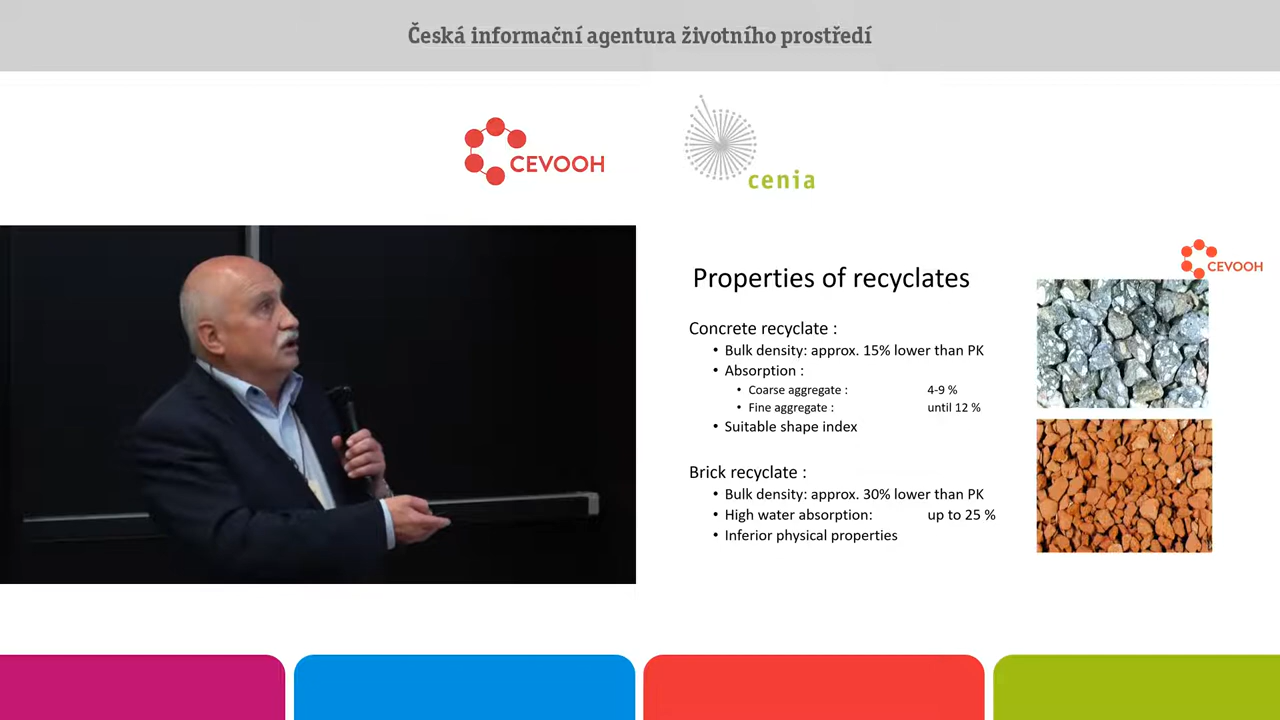 Česká informační agentura životního prostředí
CEVOOH
cenia
CEVOOH
Properties of recyclates
Concrete recyclate :
• Bulk density: approx. 15% lower than PK
• Absorption :
• Coarse aggregate : 4-9 %
• Fine aggregate : until 12 %
• Suitable shape index
Brick recyclate :
• Bulk density: approx. 30% lower than PK
• High water absorption: up to 25 %
• Inferior physical properties